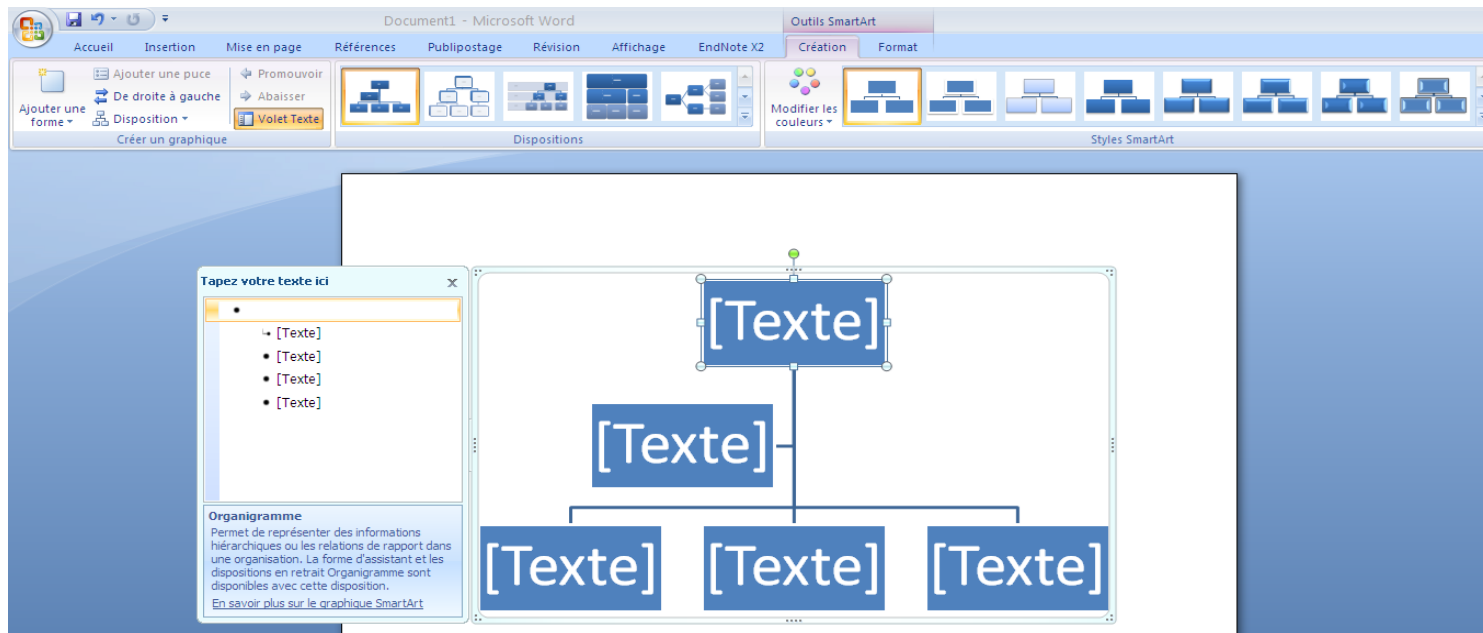 Document1 - Microsoft Word
Outils SmartArt
Accueil
Insertion
Mise en page
Références
Publipostage
Révision
Affichage
EndNote X2
Création
Format
Ajouter une forme
Ajouter une puce
De droite à gauche
Disposition
Promouvoir
Abaisser
Volet Texte
Modifier les couleurs
Créer un graphique
Dispositions
Styles SmartArt
Tapez votre texte ici
x
[Texte]
[Texte]
[Texte]
[Texte]
Organigramme
Permet de représenter des informations
hiérarchiques ou les relations de rapport dans
une organisation. La forme d'assistant et les
dispositions en retrait Organigramme sont
disponibles avec cette disposition.
En savoir plus sur le graphique SmartArt
[Texte]
[Texte]
[Texte]
[Texte]
[Texte]